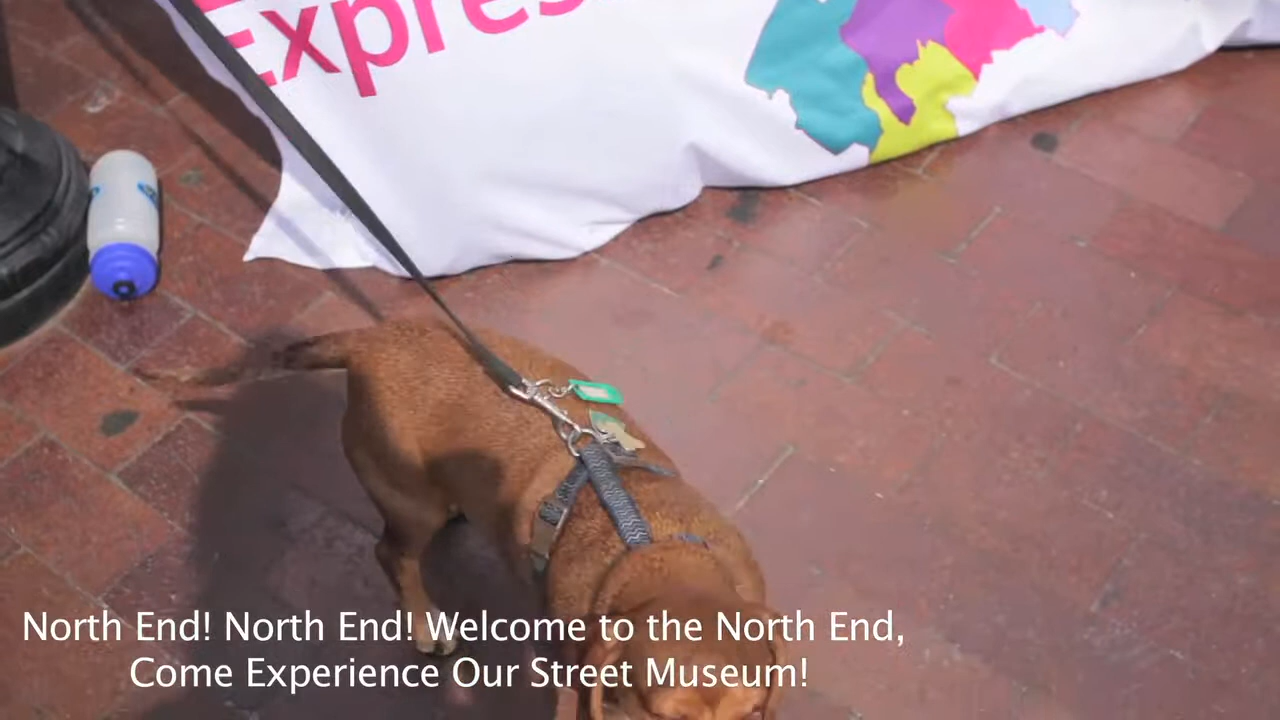 Expres
North End! North End! Welcome to the North End,
Come Experience Our Street Museum!